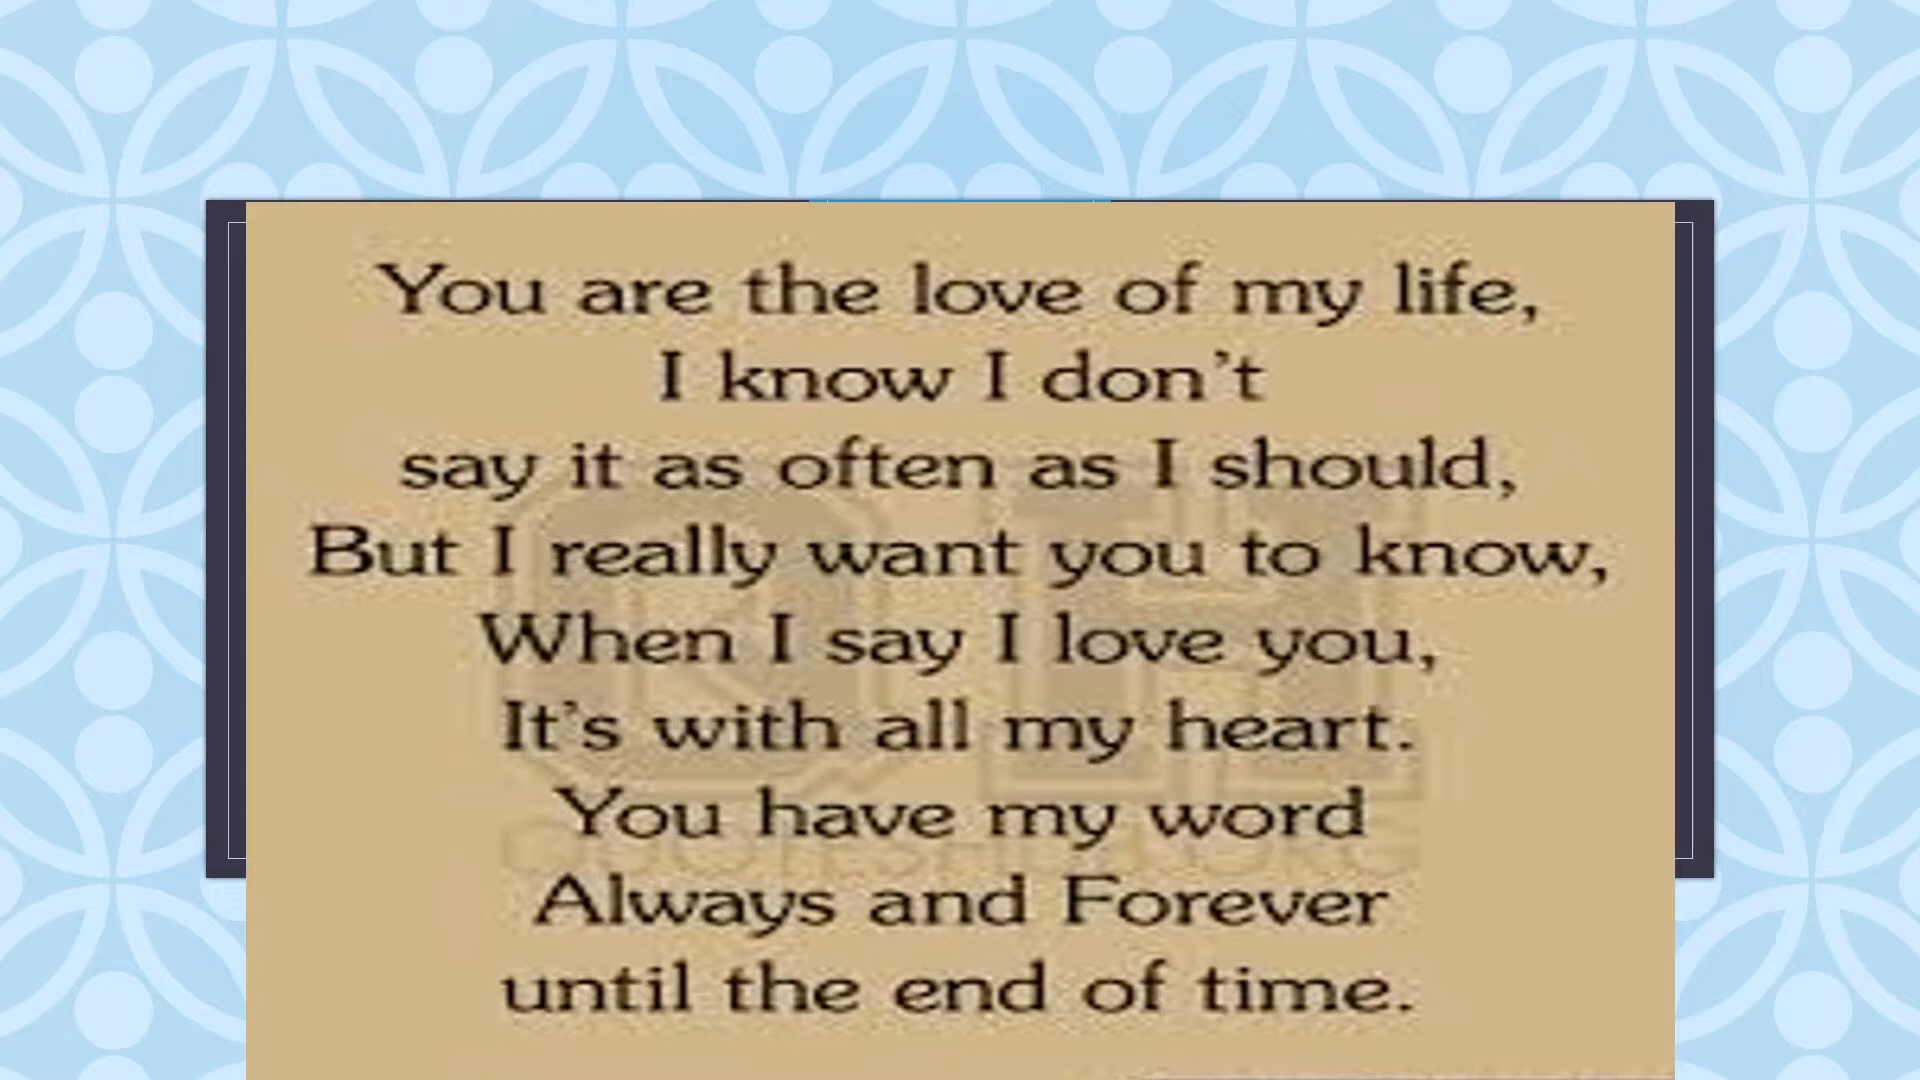 You are the love of my life,
I know I don’t
say it as often as I should,
But I really want you to know,
When I say I love you,
It’s with all my heart.
You have my word
Always and Forever
until the end of time.